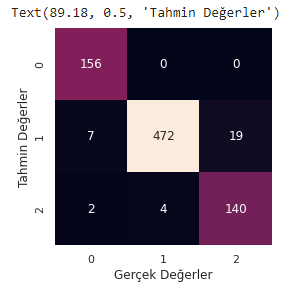 Text(89.18, 0.5, 'Tahmin Değerler')
0 156 0 0
1 7 472 19
2 2 4 140
0 1 2
Tahmin Değerler
Gerçek Değerler